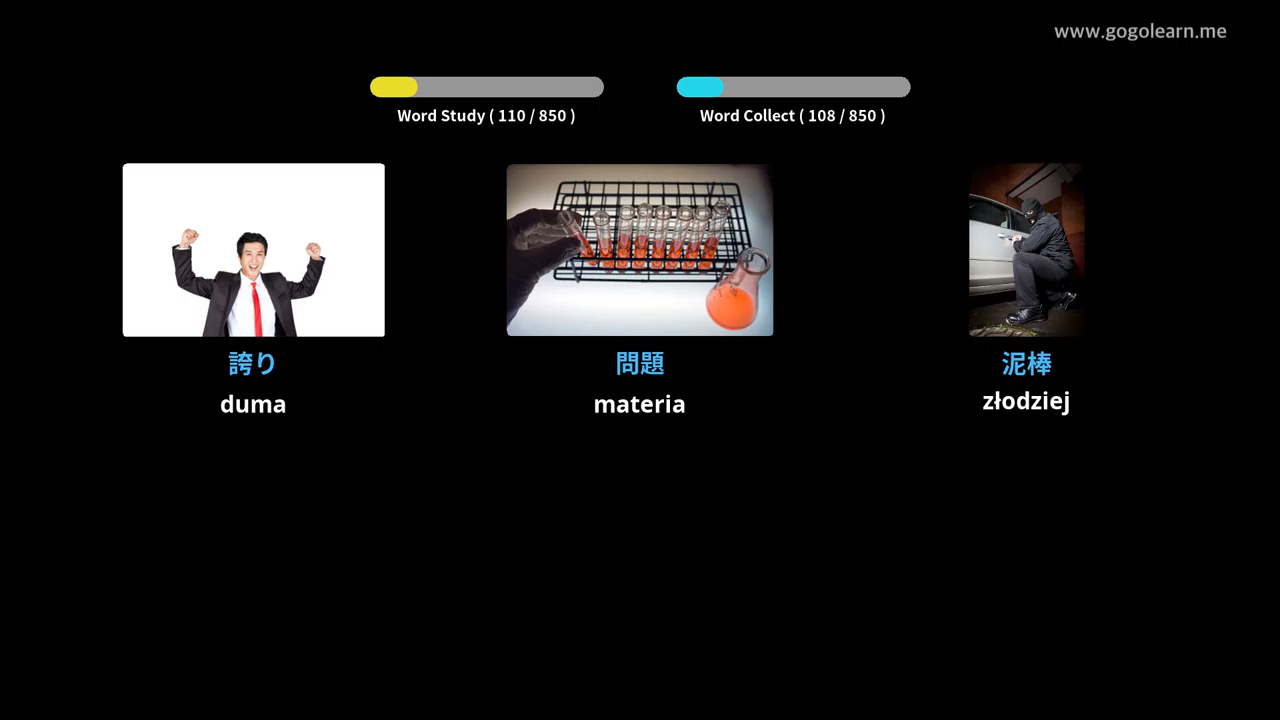 www.gogolearn.me
Word Study ( 110 / 850 )
Word Collect ( 108 / 850 )
誇り
問題
泥棒
duma
materia
złodziej